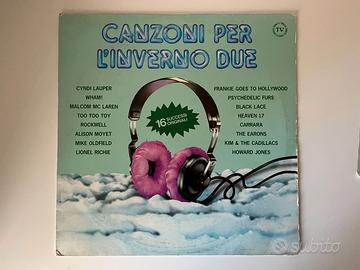 CANZONI PER
L'INVERNO DUE
TV
CYNDI LAUPER
WHAM!
MALCOM MC LAREN
TOO TOO TOY
ROCKWELL
ALISON MOYET
MIKE OLDFIELD
LIONEL RICHIE
16 SUCCESSI
ORIGINALI
FRANKIE GOES TO HOLLYWOOD
PSYCHEDELIC FURS
BLACK LACE
HEAVEN 17
CARRARA
THE EARONS
KIM & THE CADILLACS
HOWARD JONES
subito